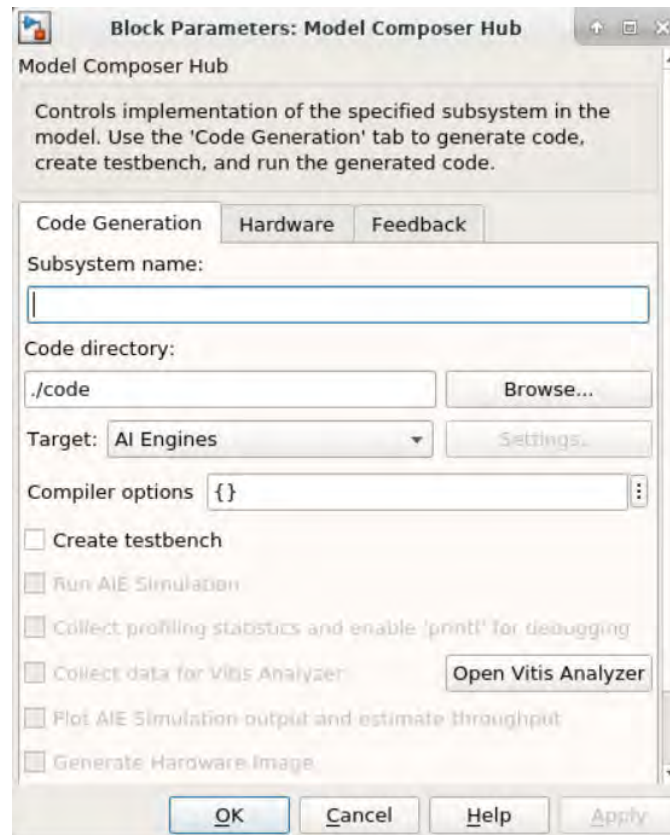 Block Parameters: Model Composer Hub
Model Composer Hub
Controls implementation of the specified subsystem in the
model. Use the 'Code Generation' tab to generate code,
create testbench, and run the generated code.
Code Generation Hardware Feedback
Subsystem name:
Code directory:
./code Browse...
Target: AI Engines Settings...
Compiler options {}
Create testbench
Run AIE Simulation
Collect profiling statistics and enable 'printf' for debugging
Collect data for Vitis Analyzer Open Vitis Analyzer
Plot AIE Simulation output and estimate throughput
Generate Hardware Image
OK Cancel Help Apply